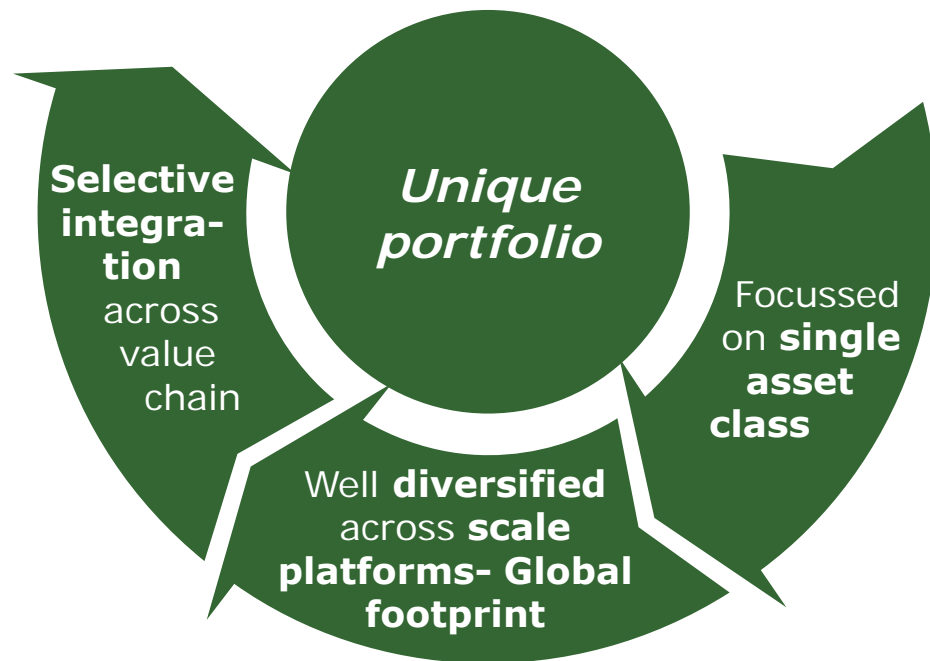 Unique
portfolio
Selective
integra-
tion
across
value
chain
Well diversified
across scale
platforms- Global
footprint
Focussed
on single
asset
class